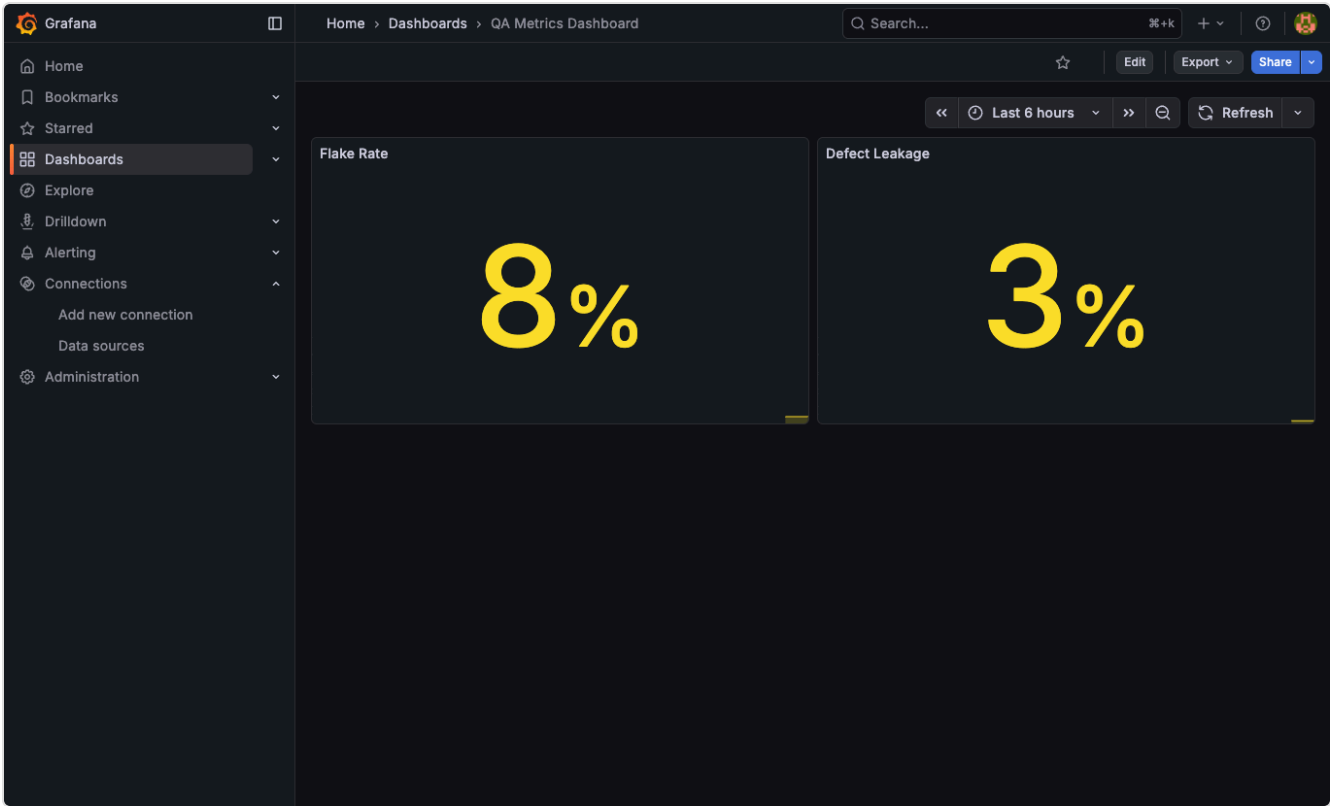 Grafana
Home › Dashboards › QA Metrics Dashboard
Search...
⌘+k
Edit
Export
Share
Home
Bookmarks
Starred
Dashboards
Explore
Drilldown
Alerting
Connections
Add new connection
Data sources
Administration
Last 6 hours
Refresh
Flake Rate
8%
Defect Leakage
3%